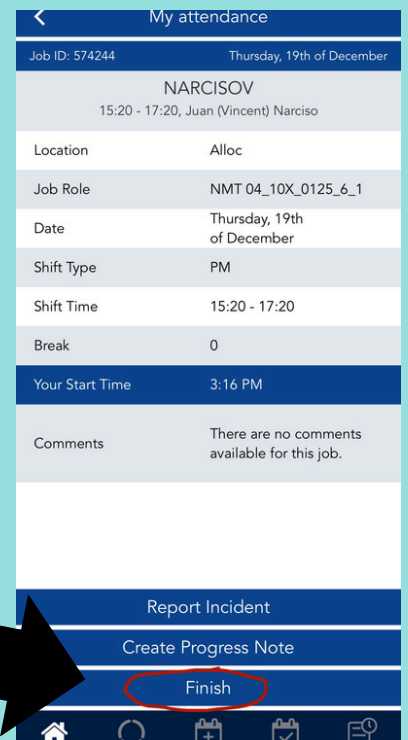 My attendance
Job ID: 574244 Thursday, 19th of December
NARCISOV
15:20 - 17:20, Juan (Vincent) Narciso
Location Alloc
Job Role NMT 04_10X_0125_6_1
Date Thursday, 19th
of December
Shift Type PM
Shift Time 15:20 - 17:20
Break 0
Your Start Time 3:16 PM
Comments There are no comments
available for this job.
Report Incident
Create Progress Note
Finish